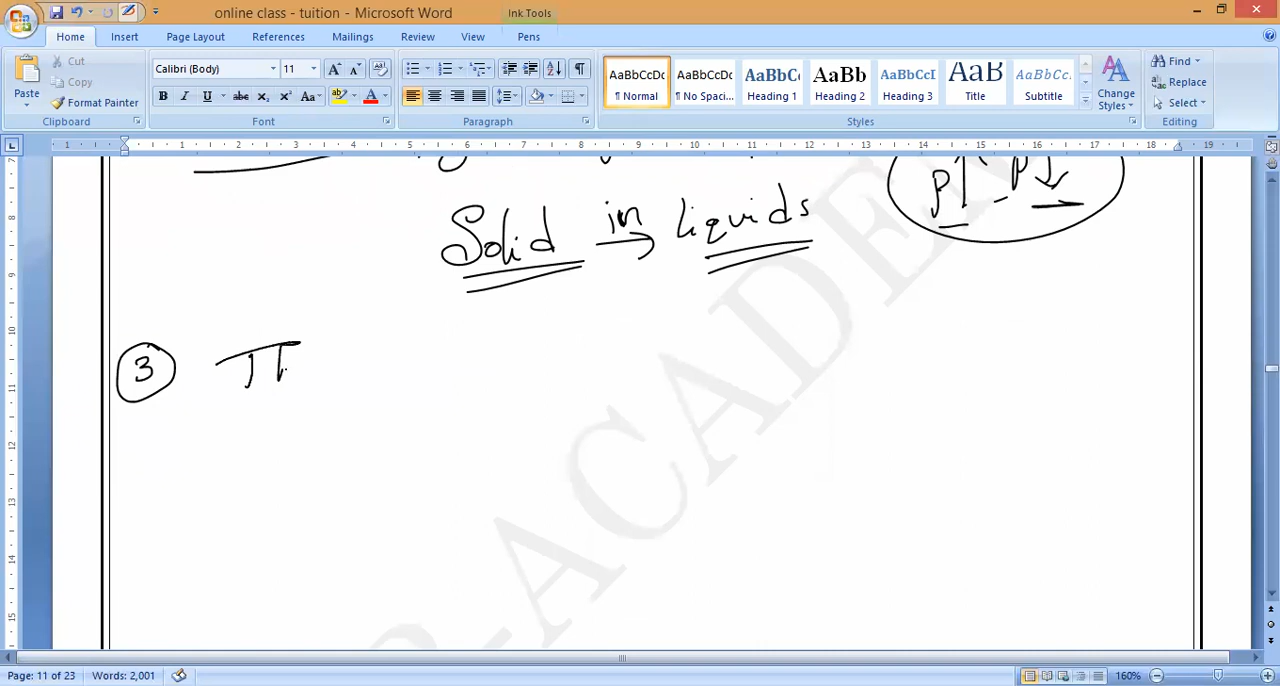 online class - tuition - Microsoft Word
Ink Tools
Home Insert Page Layout References Mailings Review View Pens
Paste
Cut
Copy
Format Painter
Calibri (Body) 11
AaBbCcDc AaBbCcDc AaBbC AaBb AaBbCcI AaB AaBbCc.
¶ Normal ¶ No Spaci... Heading 1 Heading 2 Heading 3 Title Subtitle
Change Styles
Find
Replace
Select
Clipboard Font Paragraph Styles Editing
P↑ - P↓
Solid in liquids
3
R-ACADEM
Page: 11 of 23 Words: 2,001 160%